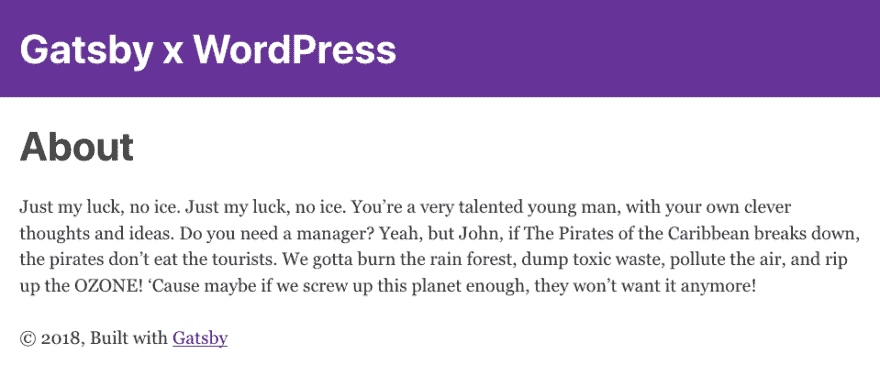 Gatsby x WordPress
About
Just my luck, no ice. Just my luck, no ice. You’re a very talented young man, with your own clever
thoughts and ideas. Do you need a manager? Yeah, but John, if The Pirates of the Caribbean breaks down,
the pirates don’t eat the tourists. We gotta burn the rain forest, dump toxic waste, pollute the air, and rip
up the OZONE! ‘Cause maybe if we screw up this planet enough, they won’t want it anymore!
© 2018, Built with Gatsby